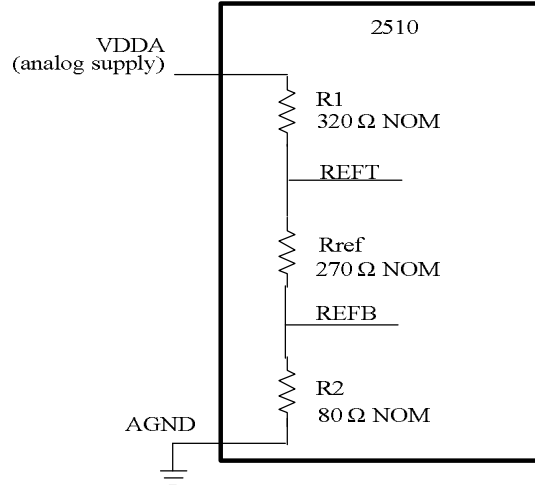 2510
VDDA
(analog supply)
R1
320 Ω NOM
REFT
Rref
270 Ω NOM
REFB
R2
80 Ω NOM
AGND